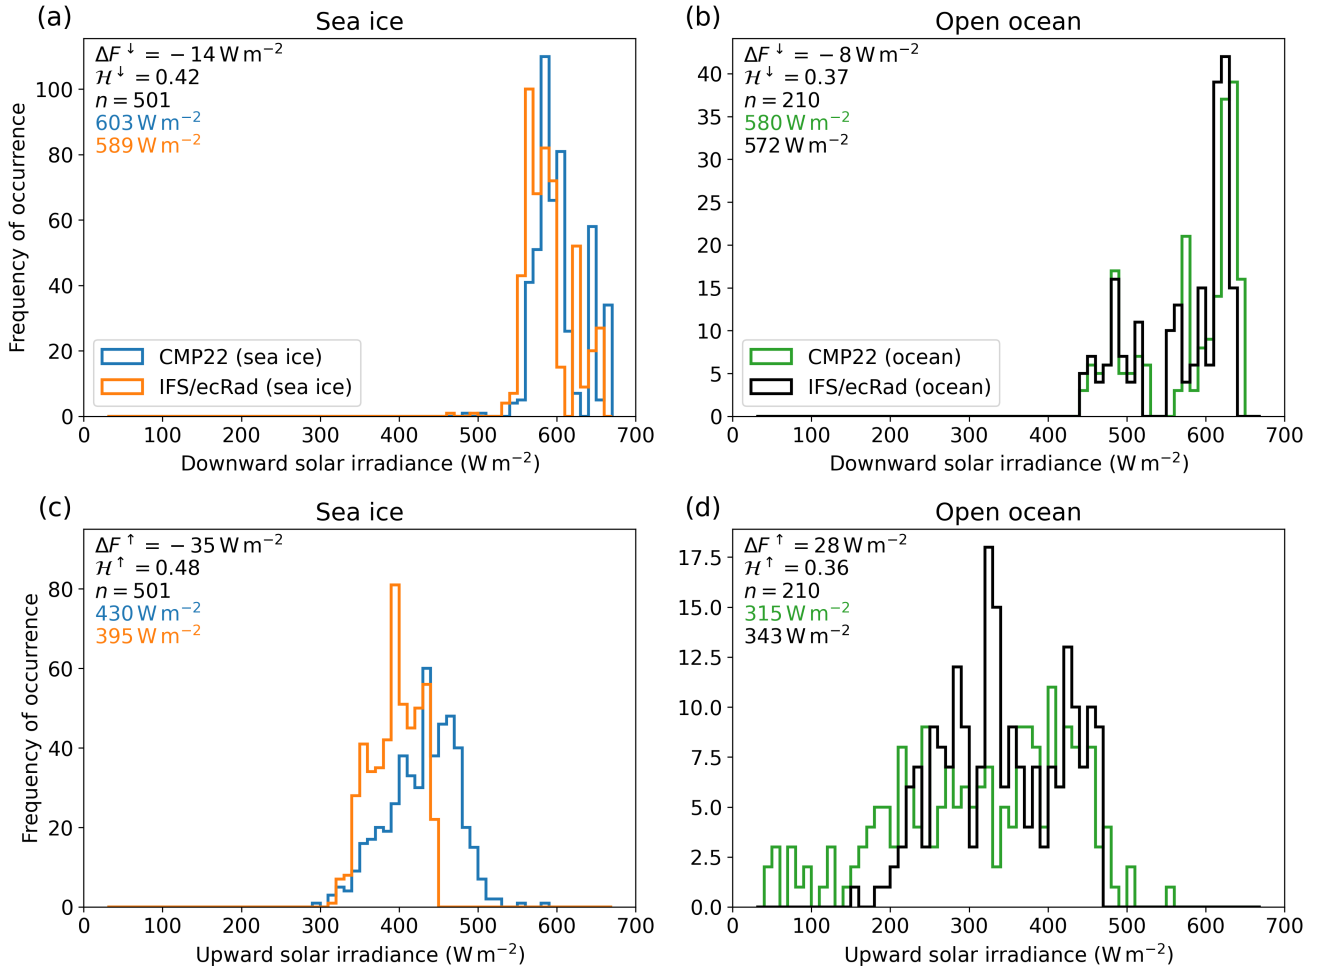 (a) Sea ice
ΔF↓ = −14 W m⁻²
ℋ↓ = 0.42
n = 501
603 W m⁻²
589 W m⁻²
CMP22 (sea ice)
IFS/ecRad (sea ice)
Frequency of occurrence
100
80
60
40
20
0
0 100 200 300 400 500 600 700
Downward solar irradiance (W m⁻²)
(b) Open ocean
ΔF↓ = −8 W m⁻²
ℋ↓ = 0.37
n = 210
580 W m⁻²
572 W m⁻²
CMP22 (ocean)
IFS/ecRad (ocean)
40
35
30
25
20
15
10
5
0
0 100 200 300 400 500 600 700
Downward solar irradiance (W m⁻²)
(c) Sea ice
ΔF↑ = −35 W m⁻²
ℋ↑ = 0.48
n = 501
430 W m⁻²
395 W m⁻²
Frequency of occurrence
80
60
40
20
0
0 100 200 300 400 500 600 700
Upward solar irradiance (W m⁻²)
(d) Open ocean
ΔF↑ = 28 W m⁻²
ℋ↑ = 0.36
n = 210
315 W m⁻²
343 W m⁻²
17.5
15.0
12.5
10.0
7.5
5.0
2.5
0.0
0 100 200 300 400 500 600 700
Upward solar irradiance (W m⁻²)